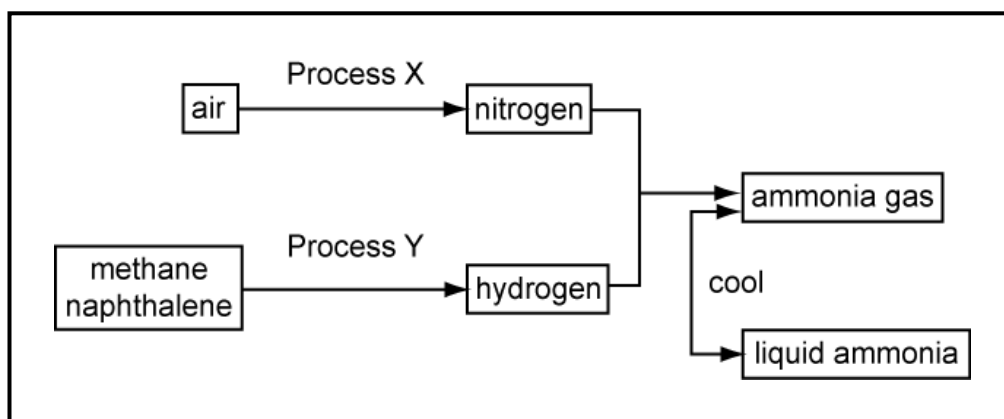 Process X
air
nitrogen
ammonia gas
Process Y
methane
naphthalene
hydrogen
cool
liquid ammonia